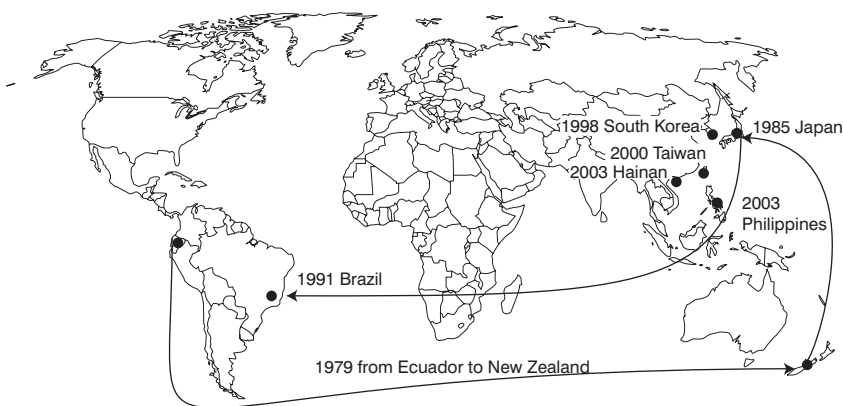 1998 South Korea
1985 Japan
2000 Taiwan
2003 Hainan
2003
Philippines
1991 Brazil
1979 from Ecuador to New Zealand